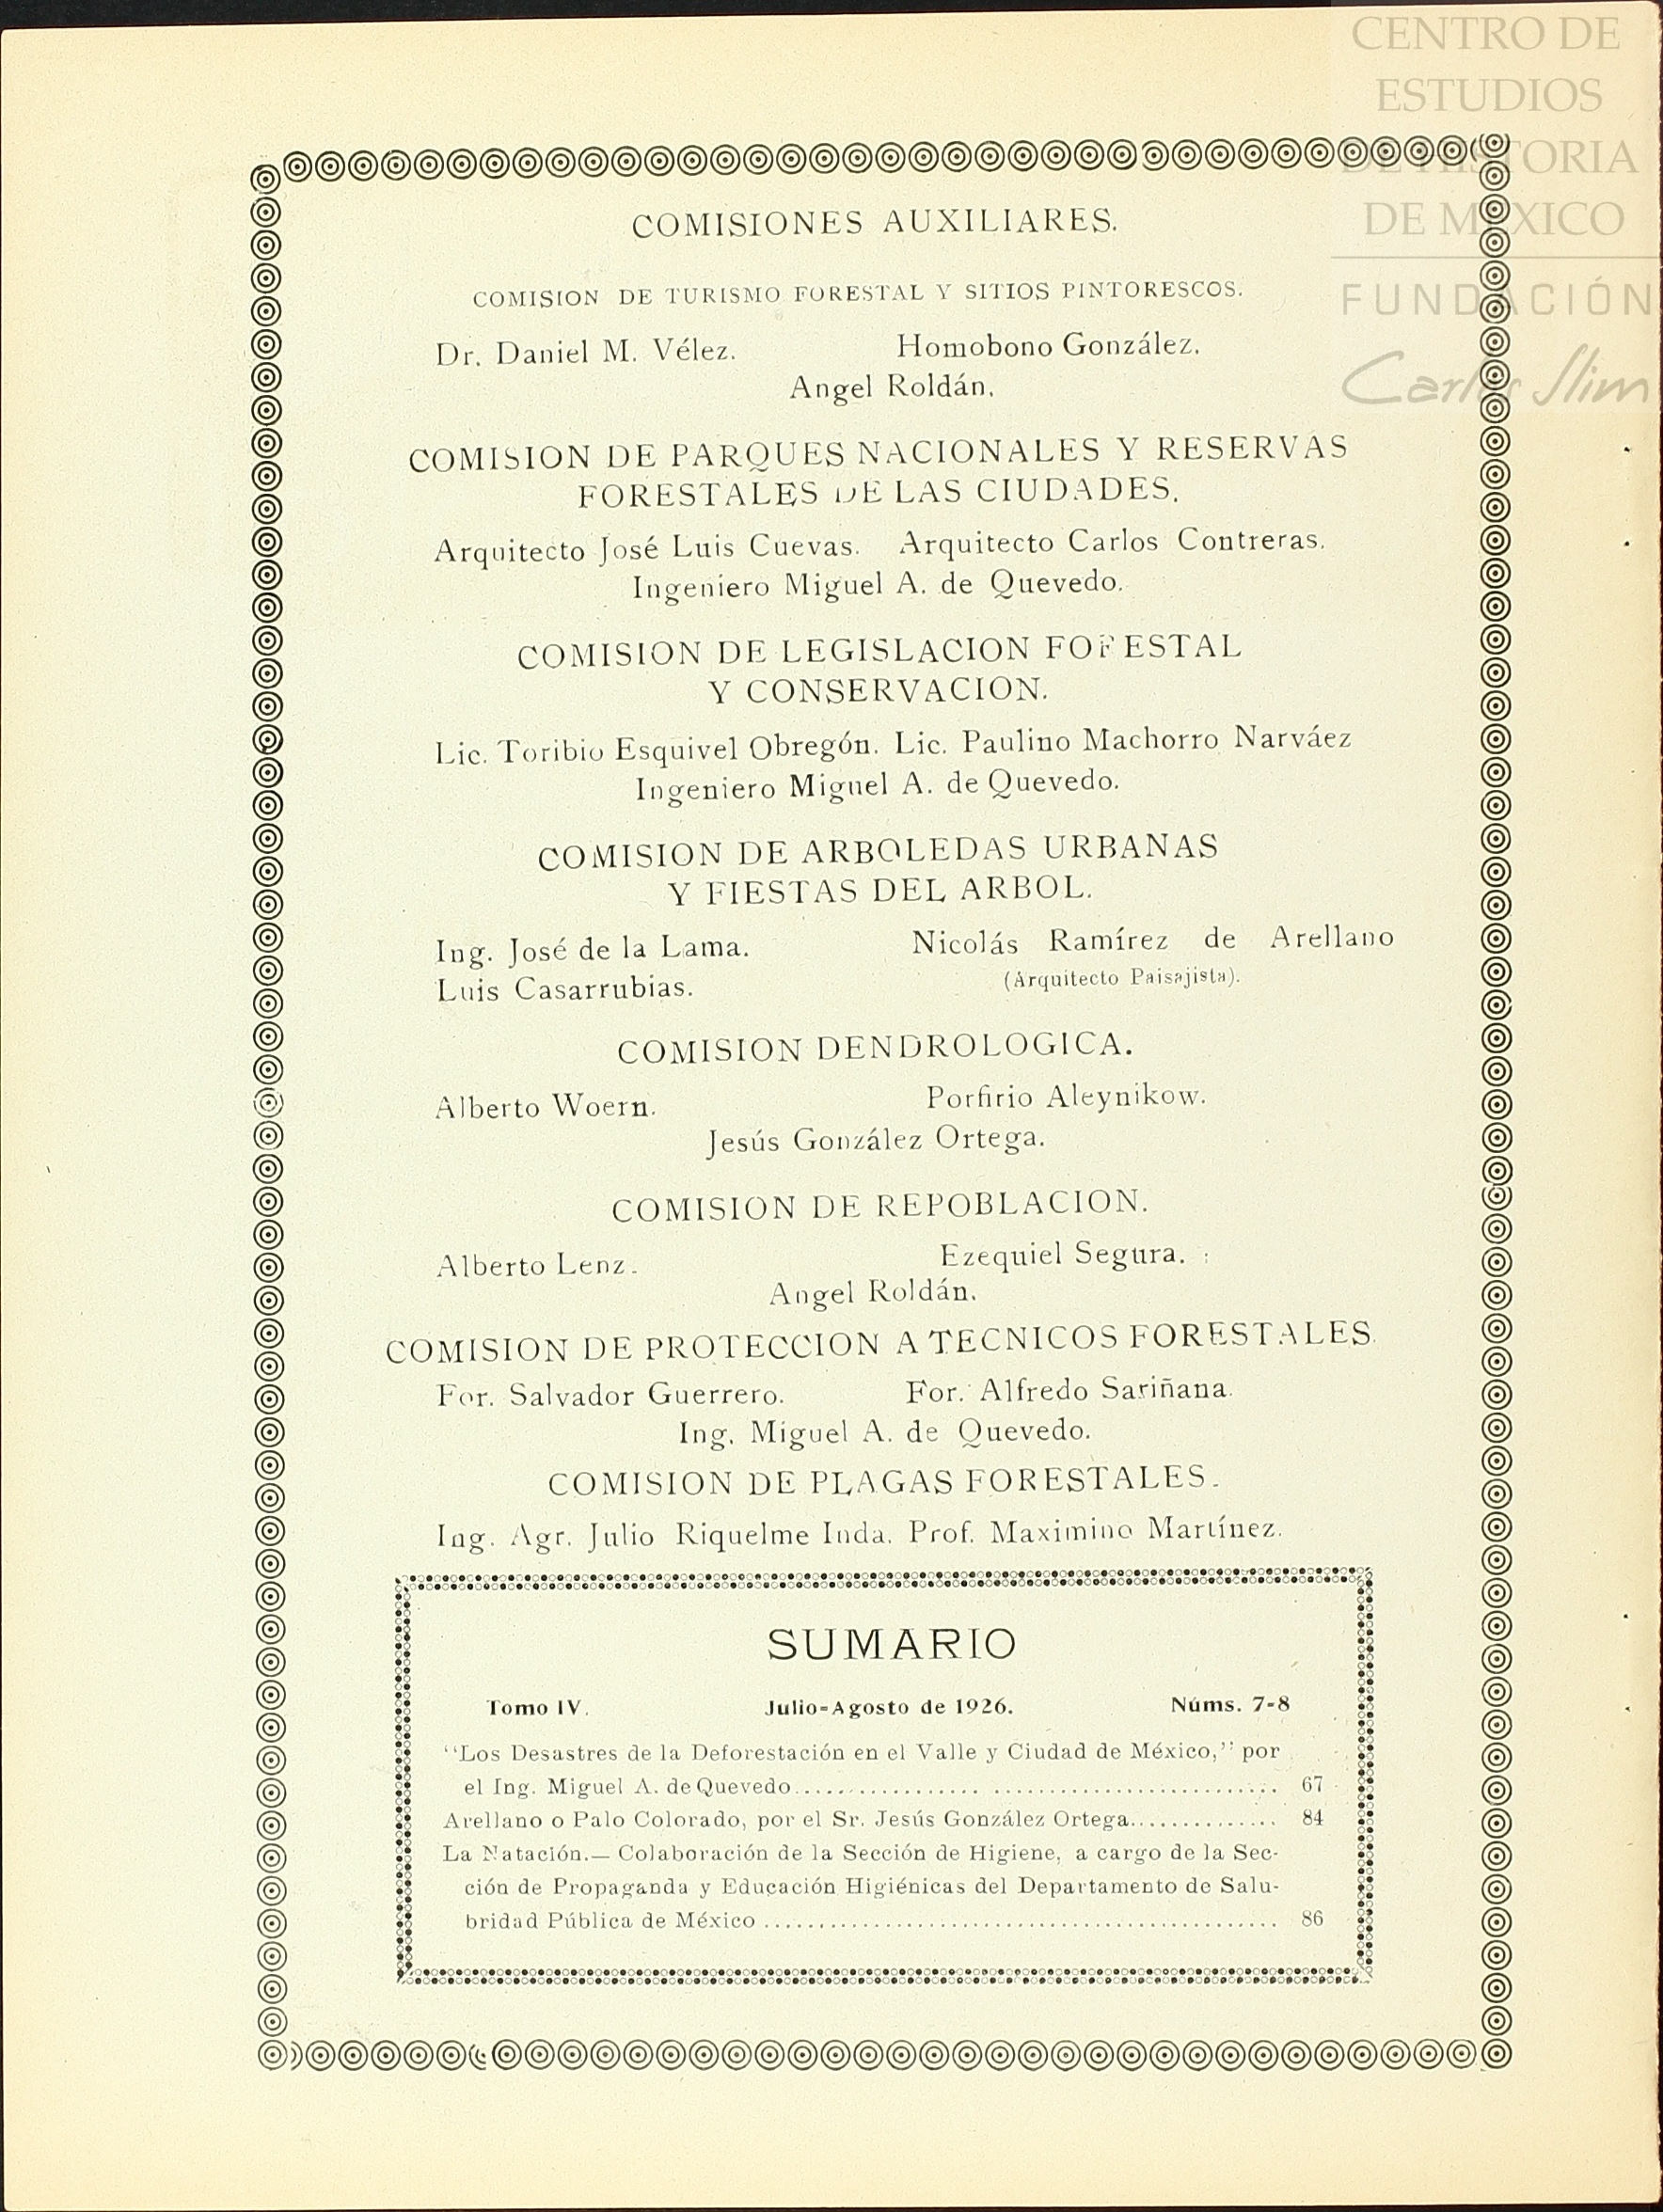 CENTRO DE
ESTUDIOS
DE HISTORIA
DE MÉXICO
FUNDACIÓN
Carlos Slim
COMISIONES AUXILIARES.
COMISION DE TURISMO FORESTAL Y SITIOS PINTORESCOS.
Dr. Daniel M. Vélez. Homobono González.
Angel Roldán.
COMISION DE PARQUES NACIONALES Y RESERVAS
FORESTALES DE LAS CIUDADES.
Arquitecto José Luis Cuevas. Arquitecto Carlos Contreras.
Ingeniero Miguel A. de Quevedo.
COMISION DE LEGISLACION FORESTAL
Y CONSERVACION.
Lic. Toribio Esquivel Obregón. Lic. Paulino Machorro Narváez
Ingeniero Miguel A. de Quevedo.
COMISION DE ARBOLEDAS URBANAS
Y FIESTAS DEL ARBOL.
Ing. José de la Lama. Nicolás Ramírez de Arellano
Luis Casarrubias. (Arquitecto Paisajista).
COMISION DENDROLOGICA.
Alberto Woern. Porfirio Aleynikow.
Jesús González Ortega.
COMISION DE REPOBLACION.
Alberto Lenz. Ezequiel Segura.
Angel Roldán.
COMISION DE PROTECCION A TECNICOS FORESTALES.
For. Salvador Guerrero. For. Alfredo Sariñana.
Ing. Miguel A. de Quevedo.
COMISION DE PLAGAS FORESTALES.
Ing. Agr. Julio Riquelme Inda. Prof. Maximino Martínez.
SUMARIO
Tomo IV. Julio-Agosto de 1926. Núms. 7-8
"Los Desastres de la Deforestación en el Valle y Ciudad de México," por
el Ing. Miguel A. de Quevedo........................................ 67
Arellano o Palo Colorado, por el Sr. Jesús González Ortega.............. 84
La Natación.— Colaboración de la Sección de Higiene, a cargo de la Sec-
ción de Propaganda y Educación Higiénicas del Departamento de Salu-
bridad Pública de México ............................................... 86